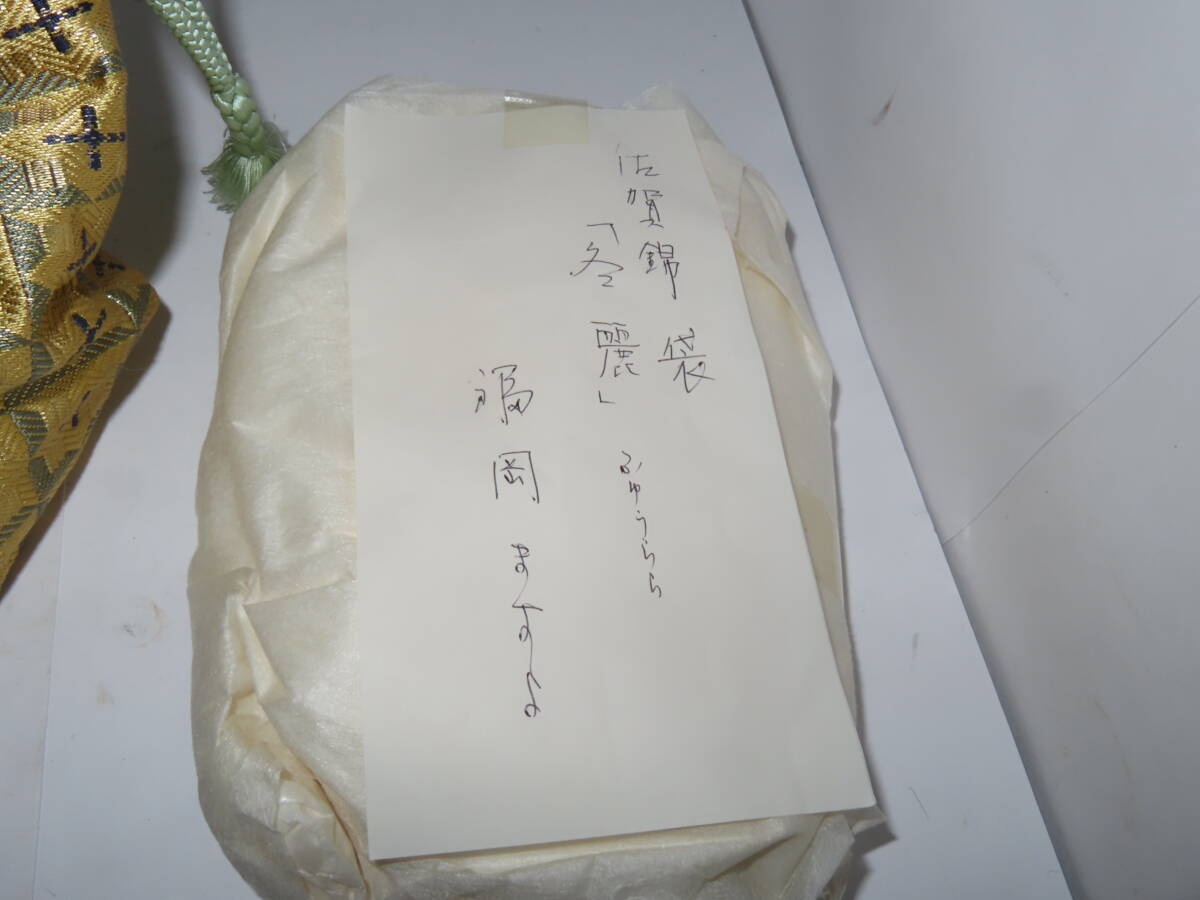 佐賀錦 袋
「冬麗」 ふゆうらら
福岡 ますみ